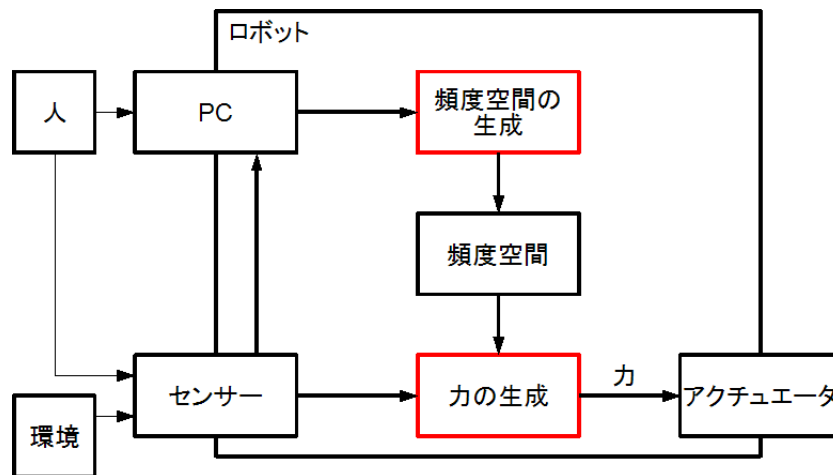 ロボット
人
PC
頻度空間の
生成
頻度空間
センサー
力の生成
力
アクチュエータ
環境